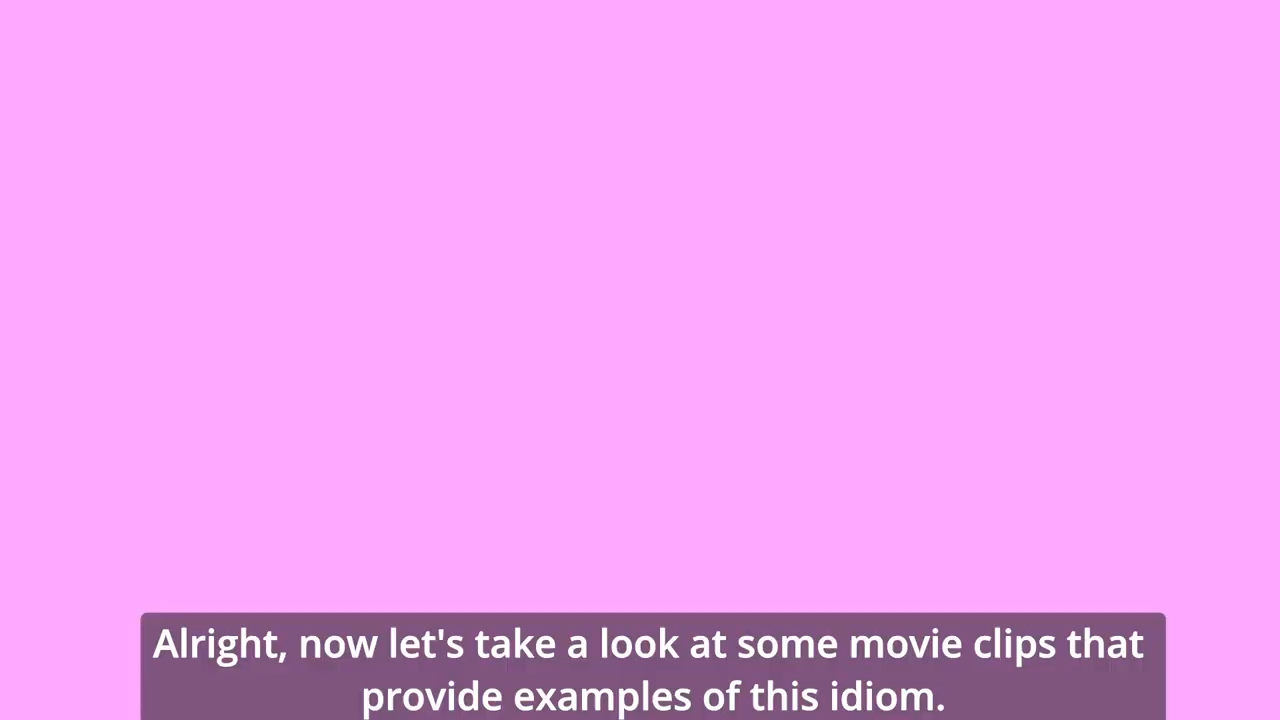 Alright, now let's take a look at some movie clips that
provide examples of this idiom.